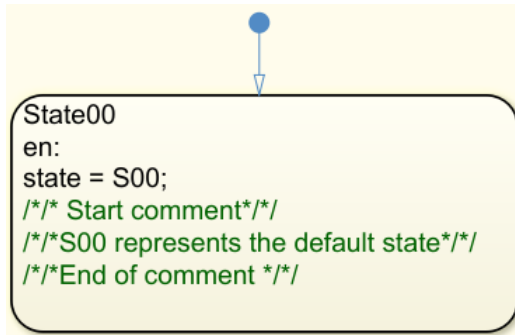 State00
en:
state = S00;
/*/* Start comment*/*/
/*/*S00 represents the default state*/*/
/*/*End of comment */*/